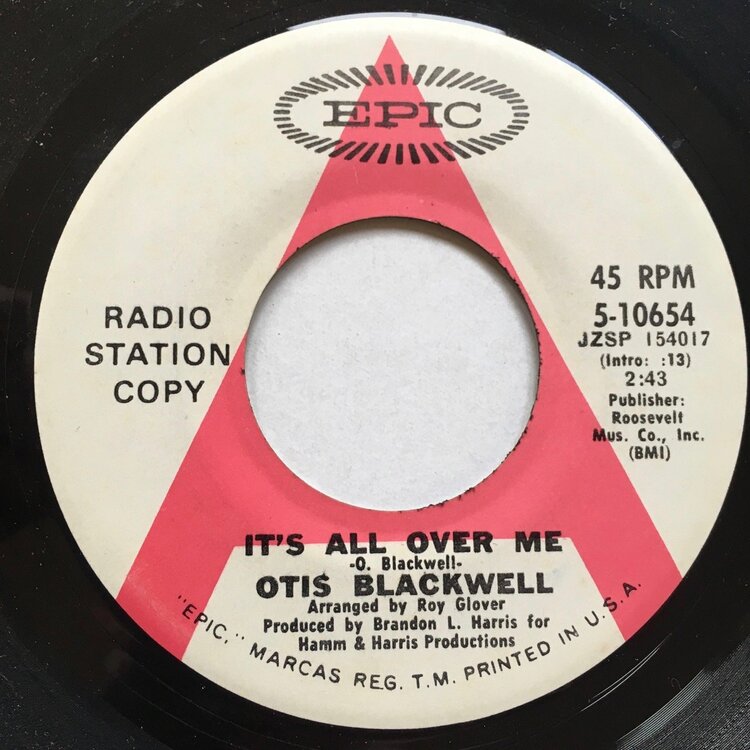 EPIC
RADIO
STATION
COPY
45 RPM
5-10654
JZSP 154017
(Intro: :13)
2:43
Publisher:
Roosevelt
Mus. Co., Inc.
(BMI)
IT'S ALL OVER ME
-O. Blackwell-
OTIS BLACKWELL
Arranged by Roy Glover
Produced by Brandon L. Harris for
Hamm & Harris Productions
"EPIC," MARCAS REG. T.M. PRINTED IN U.S.A.